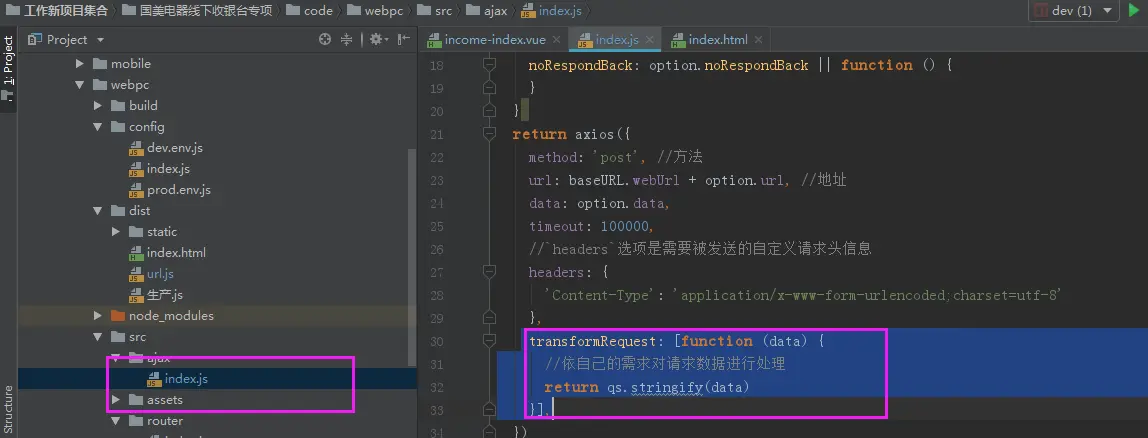 工作新项目集合 国美电器线下收银台专项 code webpc src ajax index.js dev (1)
1: Project
Structure
Project
mobile
webpc
build
config
dev.env.js
index.js
prod.env.js
dist
static
index.html
url.js
生产.js
node_modules
src
ajax
index.js
assets
router
income-index.vue index.js index.html
18 noRespondBack: option.noRespondBack || function () {
19 }
20 }
21 return axios({
22 method: 'post', //方法
23 url: baseURL.webUrl + option.url, //地址
24 data: option.data,
25 timeout: 100000,
26 //`headers`选项是需要被发送的自定义请求头信息
27 headers: {
28 'Content-Type': 'application/x-www-form-urlencoded;charset=utf-8'
29 },
30 transformRequest: [function (data) {
31 //依自己的需求对请求数据进行处理
32 return qs.stringify(data)
33 }],
34 })